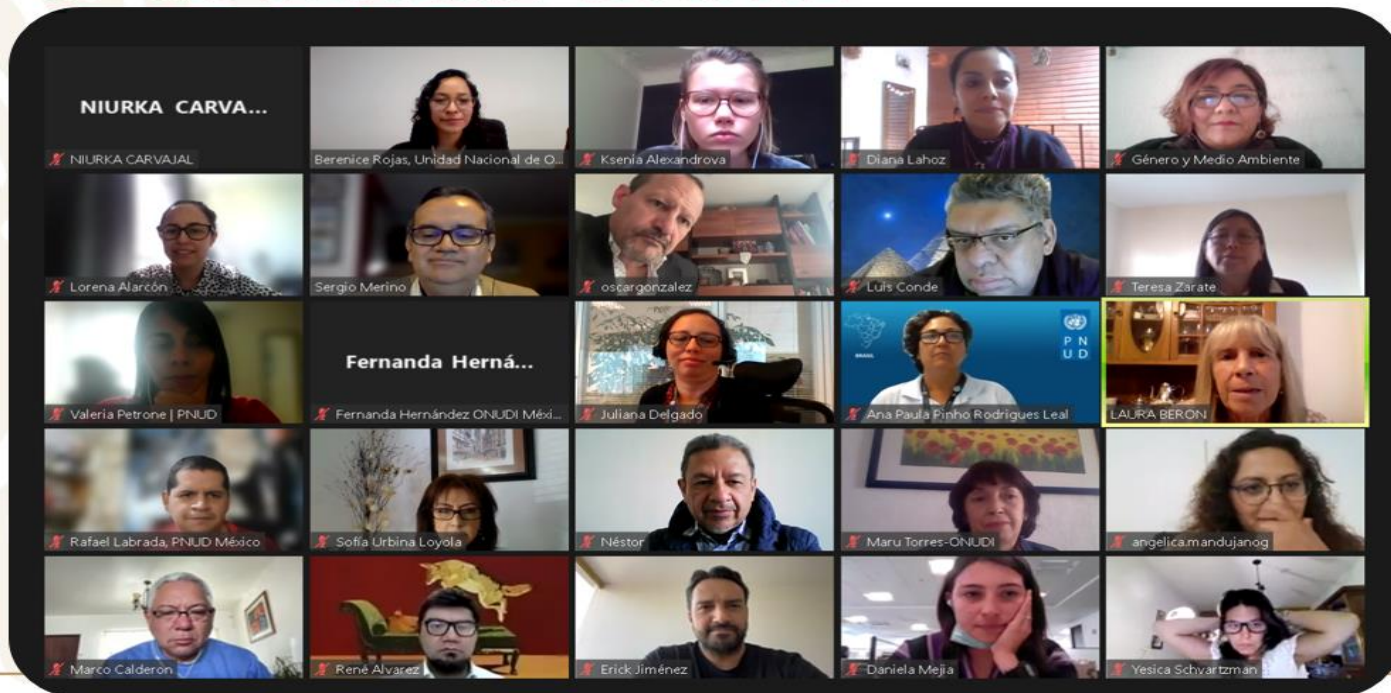 NIURKA CARVA...
NIURKA CARVAJAL
Berenice Rojas, Unidad Nacional de O...
Ksenia Alexandrova
Diana Lahoz
Género y Medio Ambiente
Lorena Alarcón
Sergio Merino
oscargonzalez
Luis Conde
Teresa Zarate
Valeria Petrone | PNUD
Fernanda Herná...
Fernanda Hernández ONUDI Méxi...
Juliana Delgado
BRASIL
P N
U D
Ana Paula Pinho Rodrigues Leal
LAURA BERON
Rafael Labrada, PNUD México
Sofía Urbina Loyola
Néstor
Maru Torres-ONUDI
angelica.mandujanog
Marco Calderon
René Alvarez
Erick Jiménez
Daniela Mejia
Yesica Schvartzman